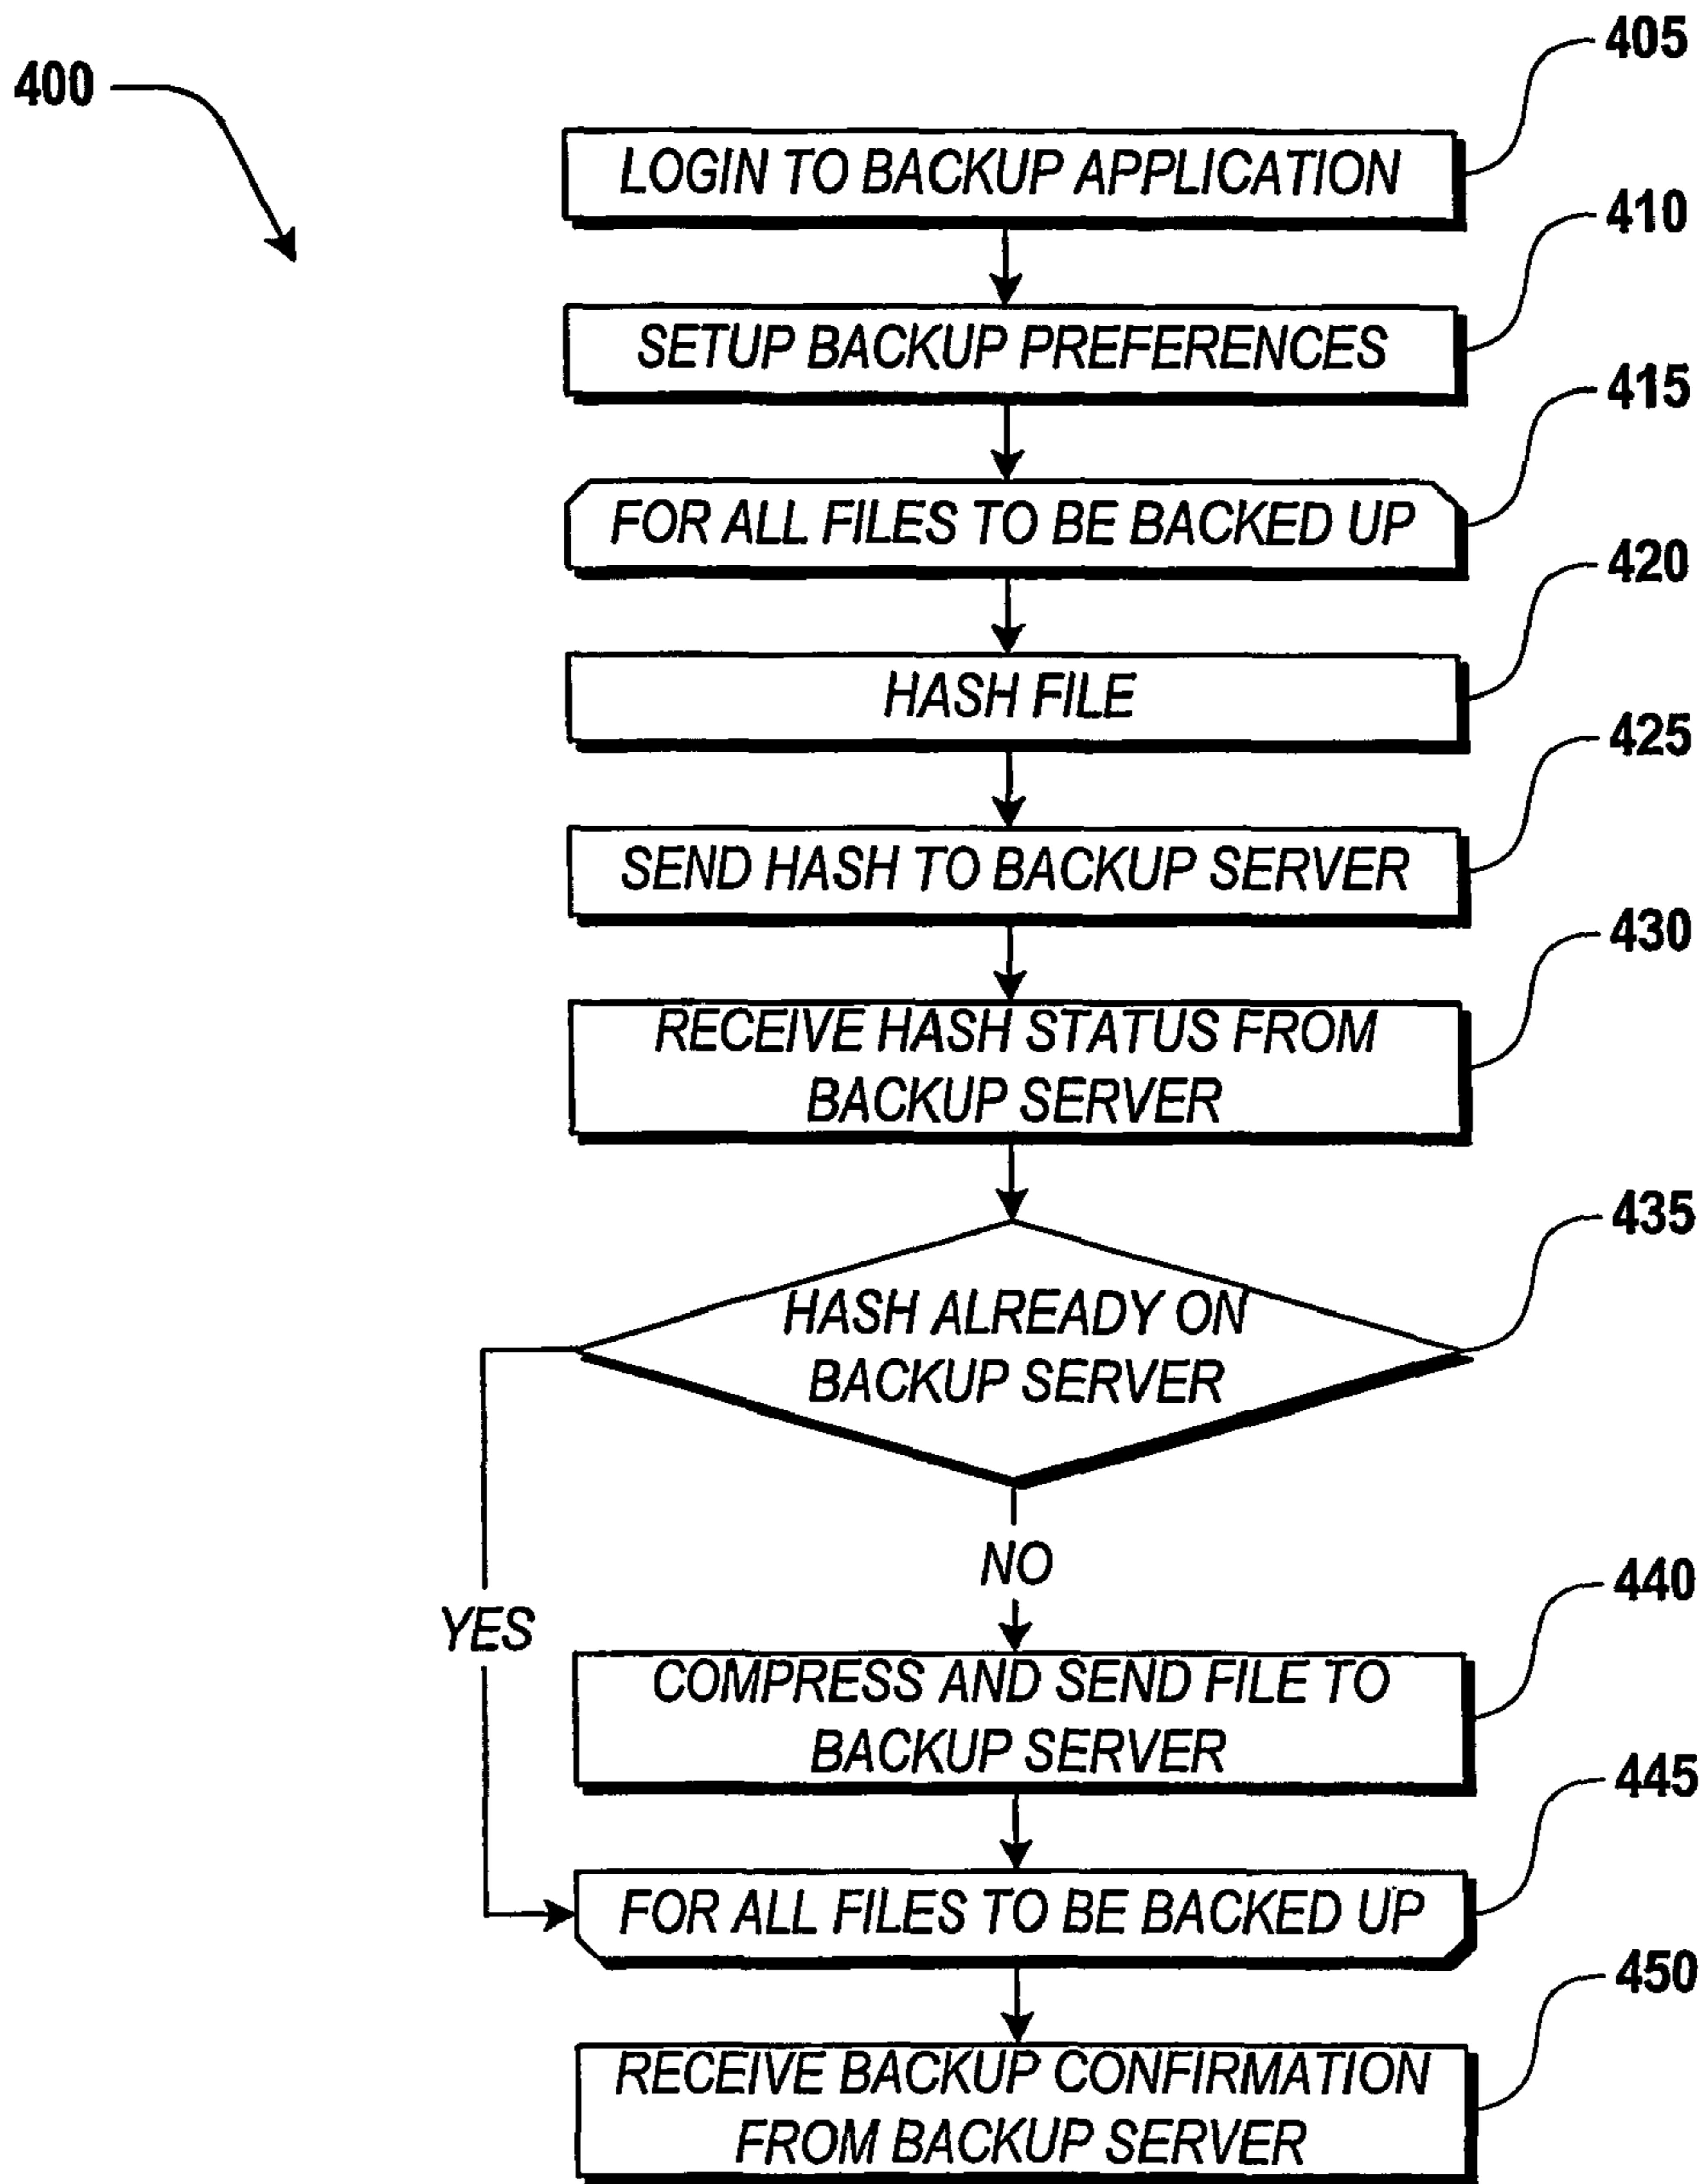 405
400
LOGIN TO BACKUP APPLICATION
410
SETUP BACKUP PREFERENCES
415
FOR ALL FILES TO BE BACKED UP
420
HASH FILE
425
SEND HASH TO BACKUP SERVER
430
RECEIVE HASH STATUS FROM
BACKUP SERVER
435
HASH ALREADY ON
BACKUP SERVER
NO
440
YES
COMPRESS AND SEND FILE TO
BACKUP SERVER
445
FOR ALL FILES TO BE BACKED UP
450
RECEIVE BACKUP CONFIRMATION
FROM BACKUP SERVER